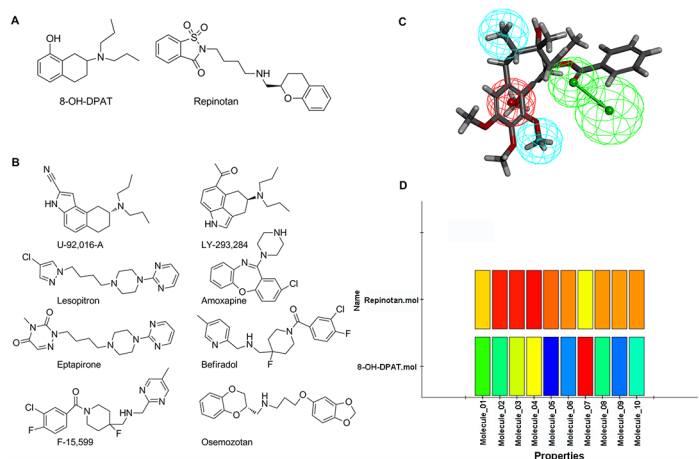 A
OH
N
8-OH-DPAT
O
O
S
N
O
NH
O
Repinotan
B
N
HN
N
U-92,016-A
O
N
HN
LY-293,284
Cl
N
N
N
N
N
N
Lesopitron
NH
N
N
O
Cl
Amoxapine
O
N
N
N
O
N
N
N
N
Eptapirone
O
Cl
N
N
N
H
F
F
Befiradol
O
Cl
N
F
F
N
H
N
N
F-15,599
O
O
H
N
O
O
O
Osemozotan
C
D
Name
Repinotan.mol
8-OH-DPAT.mol
Molecule_01
Molecule_02
Molecule_03
Molecule_04
Molecule_05
Molecule_06
Molecule_07
Molecule_08
Molecule_09
Molecule_10
Properties